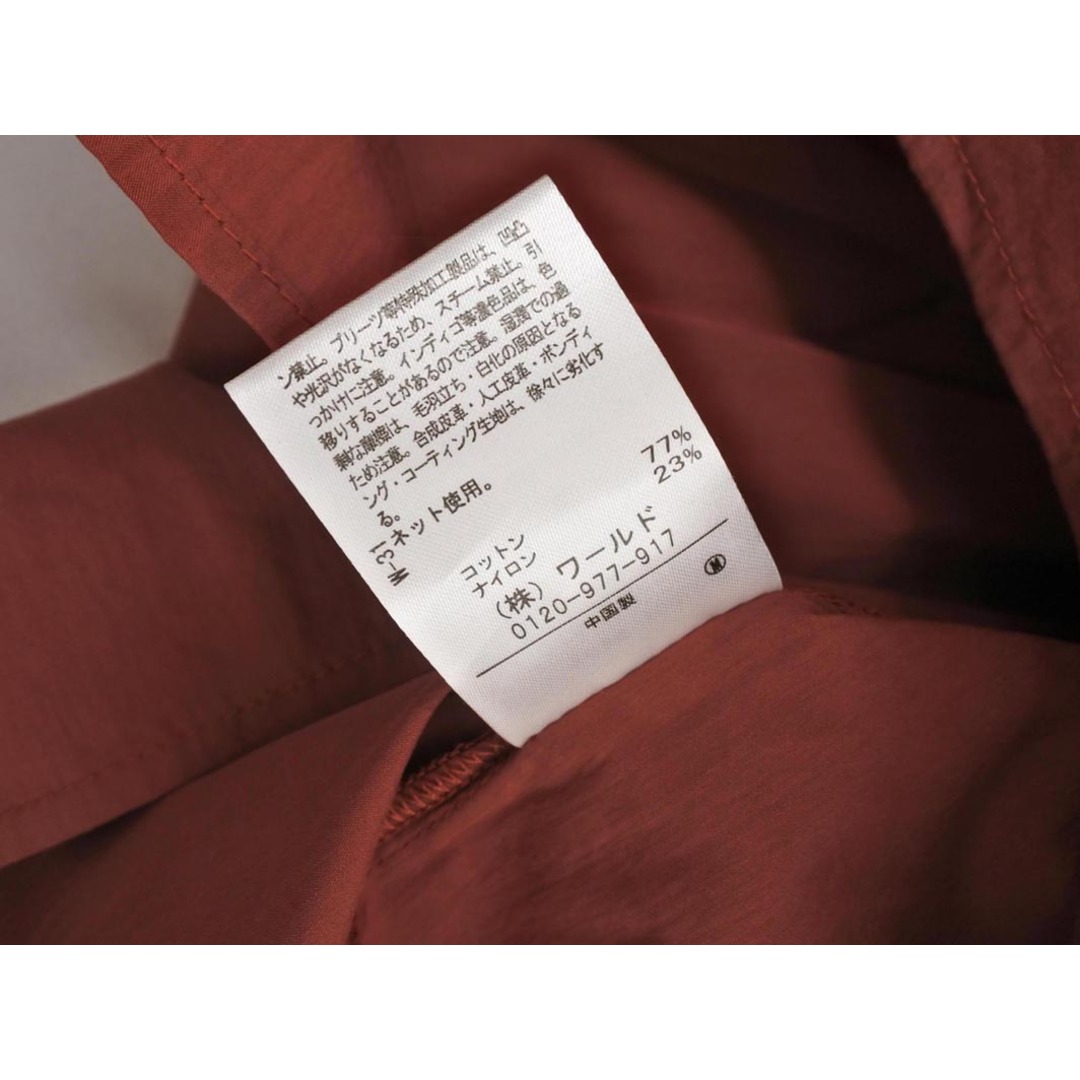 ン禁止。プリーツ等特殊加工製品は、凹凸
や光沢がなくなるため、スチーム禁止。引
っかけに注意。インディゴ等濃色品は、色
移りすることがあるので注意。湿潤での過
剰な摩擦は、毛羽立ち・白化の原因となる
ため注意。合成皮革・人工皮革・ボンディ
ング・コーティング生地は、徐々に劣化す
る。
W-31 ネット使用。
コットン 77%
ナイロン 23%
(株) ワールド
0120-977-917
中国製 M